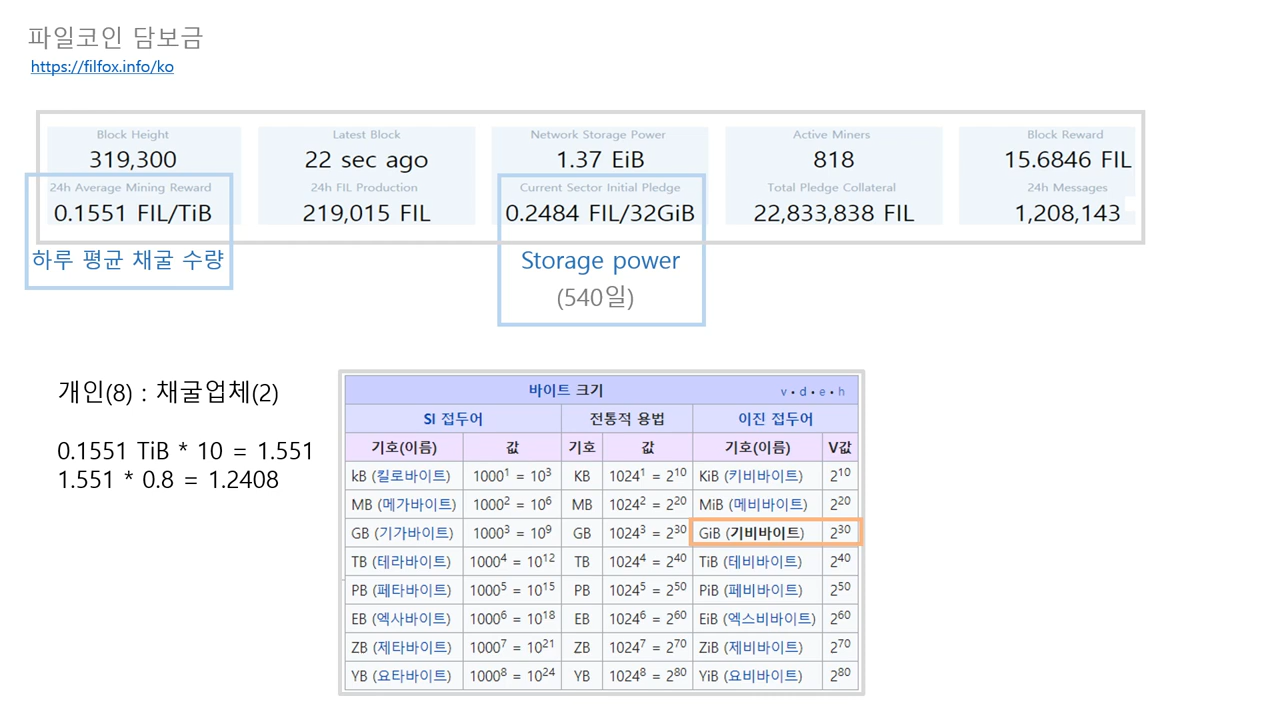 파일코인 담보금
https://filfox.info/ko
Block Height
319,300
Latest Block
22 sec ago
Network Storage Power
1.37 EiB
Active Miners
818
Block Reward
15.6846 FIL
24h Average Mining Reward
0.1551 FIL/TiB
24h FIL Production
219,015 FIL
Current Sector Initial Pledge
0.2484 FIL/32GiB
Total Pledge Collateral
22,833,838 FIL
24h Messages
1,208,143
하루 평균 채굴 수량
Storage power
(540일)
개인(8) : 채굴업체(2)
0.1551 TiB * 10 = 1.551
1.551 * 0.8 = 1.2408
바이트 크기 v • d • e • h
SI 접두어 전통적 용법 이진 접두어
기호(이름) 값 기호 값 기호(이름) V값
kB (킬로바이트) 1000¹ = 10³ KB 1024¹ = 2¹⁰ KiB (키비바이트) 2¹⁰
MB (메가바이트) 1000² = 10⁶ MB 1024² = 2²⁰ MiB (메비바이트) 2²⁰
GB (기가바이트) 1000³ = 10⁹ GB 1024³ = 2³⁰ GiB (기비바이트) 2³⁰
TB (테라바이트) 1000⁴ = 10¹² TB 1024⁴ = 2⁴⁰ TiB (테비바이트) 2⁴⁰
PB (페타바이트) 1000⁵ = 10¹⁵ PB 1024⁵ = 2⁵⁰ PiB (페비바이트) 2⁵⁰
EB (엑사바이트) 1000⁶ = 10¹⁸ EB 1024⁶ = 2⁶⁰ EiB (엑스비바이트) 2⁶⁰
ZB (제타바이트) 1000⁷ = 10²¹ ZB 1024⁷ = 2⁷⁰ ZiB (제비바이트) 2⁷⁰
YB (요타바이트) 1000⁸ = 10²⁴ YB 1024⁸ = 2⁸⁰ YiB (요비바이트) 2⁸⁰